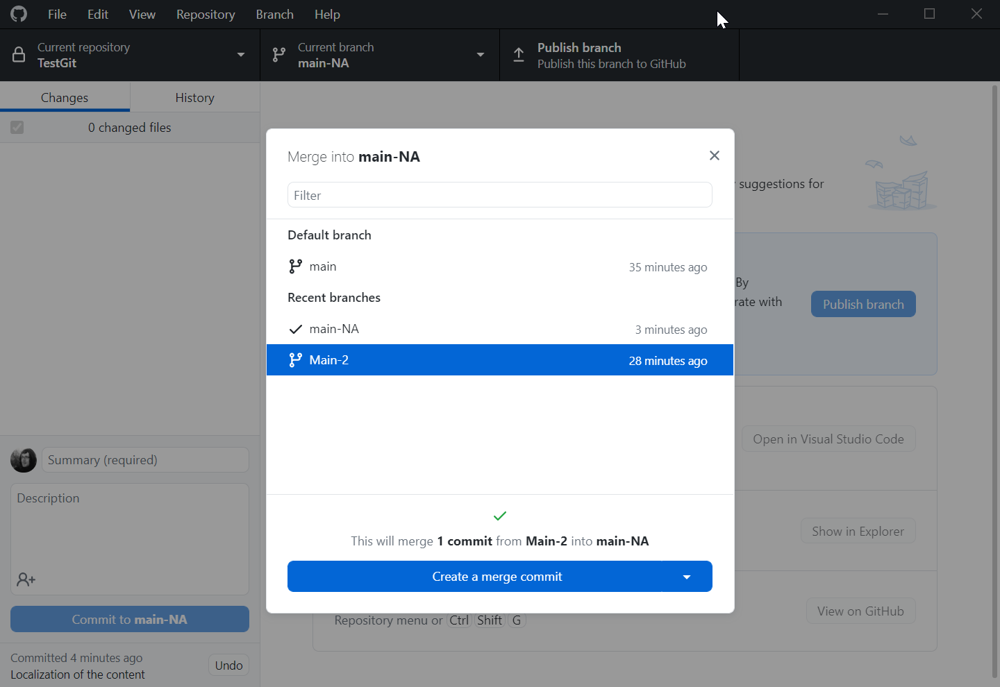 File Edit View Repository Branch Help
Current repository
TestGit
Current branch
main-NA
Publish branch
Publish this branch to GitHub
Changes History
0 changed files
Merge into main-NA
Filter
suggestions for
Default branch
main 35 minutes ago
Recent branches
By
rate with
Publish branch
main-NA 3 minutes ago
Main-2 28 minutes ago
Open in Visual Studio Code
Summary (required)
Description
Show in Explorer
This will merge 1 commit from Main-2 into main-NA
Create a merge commit
View on GitHub
Repository menu or Ctrl Shift G
Commit to main-NA
Committed 4 minutes ago
Localization of the content
Undo